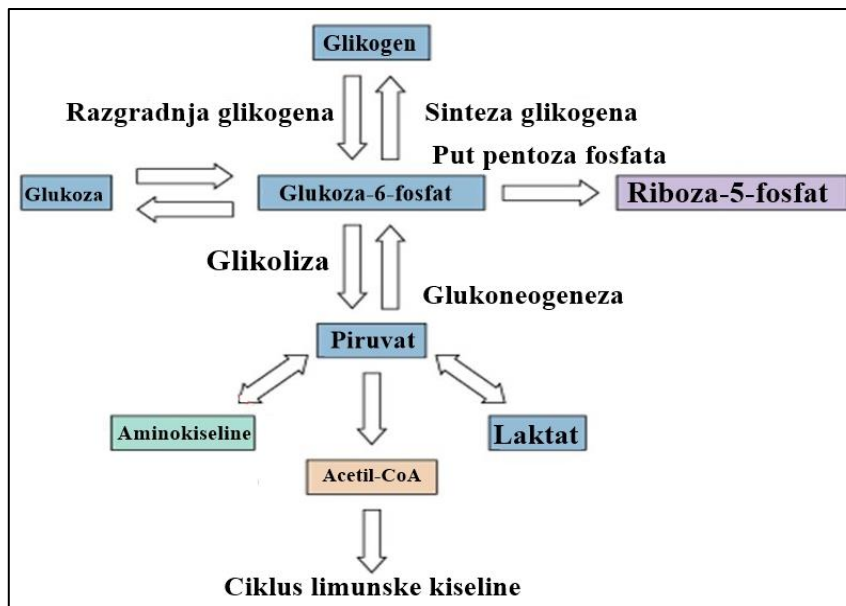 Glikogen
Razgradnja glikogena
Sinteza glikogena
Put pentoza fosfata
Glukoza
Glukoza-6-fosfat
Riboza-5-fosfat
Glikoliza
Glukoneogeneza
Piruvat
Aminokiseline
Laktat
Acetil-CoA
Ciklus limunske kiseline